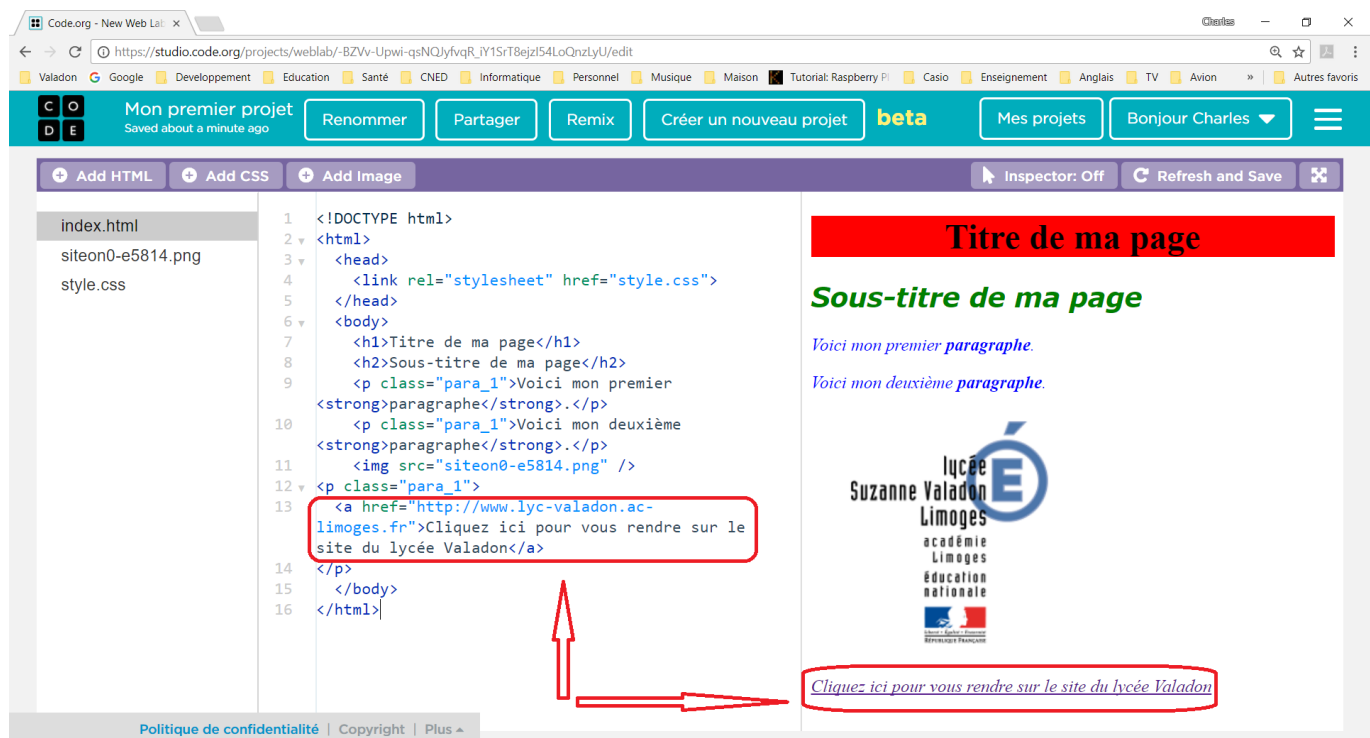 Code.org - New Web Lab
Charles
https://studio.code.org/projects/weblab/-BZVv-Upwi-qsNQJyfvqR_iY1SrT8ejzI54LoQnzLyU/edit
Valadon Google Developpement Education Santé CNED Informatique Personnel Musique Maison Tutorial: Raspberry Pi Casio Enseignement Anglais TV Avion » Autres favoris
C O D E
Mon premier projet
Saved about a minute ago
Renommer Partager Remix Créer un nouveau projet beta Mes projets Bonjour Charles
Add HTML Add CSS Add Image Inspector: Off Refresh and Save
index.html
siteon0-e5814.png
style.css
1 <!DOCTYPE html>
2 <html>
3 <head>
4 <link rel="stylesheet" href="style.css">
5 </head>
6 <body>
7 <h1>Titre de ma page</h1>
8 <h2>Sous-titre de ma page</h2>
9 <p class="para_1">Voici mon premier
<strong>paragraphe</strong>.</p>
10 <p class="para_1">Voici mon deuxième
<strong>paragraphe</strong>.</p>
11 <img src="siteon0-e5814.png" />
12 <p class="para_1">
13 <a href="http://www.lyc-valadon.ac-
limoges.fr">Cliquez ici pour vous rendre sur le
site du lycée Valadon</a>
14 </p>
15 </body>
16 </html>
Titre de ma page
Sous-titre de ma page
Voici mon premier paragraphe.
Voici mon deuxième paragraphe.
lycée
Suzanne Valadon
Limoges
É
académie
Limoges
éducation
nationale
Liberté • Égalité • Fraternité
RÉPUBLIQUE FRANÇAISE
Cliquez ici pour vous rendre sur le site du lycée Valadon
Politique de confidentialité | Copyright | Plus